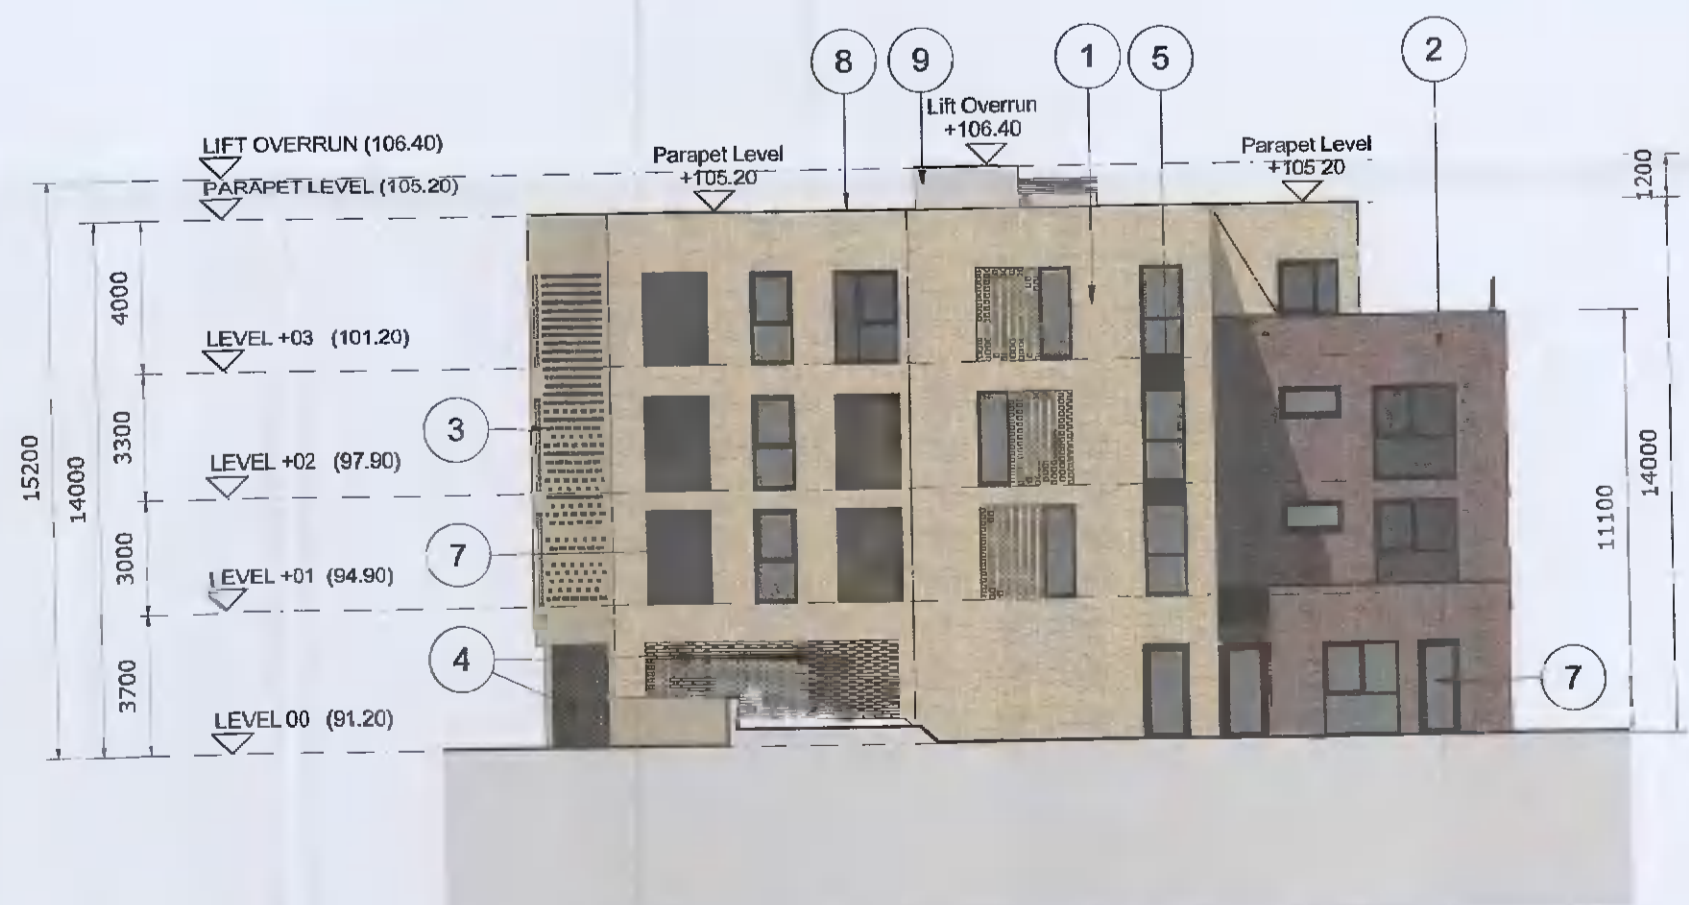 8
9
1
5
2
Lift Overrun
+106.40
LIFT OVERRUN (106.40)
Parapet Level
+105.20
Parapet Level
+105 20
PARAPET LEVEL (105.20)
1200
4000
LEVEL +03 (101.20)
3
3300
LEVEL +02 (97.90)
15200
14000
14000
11100
7
3000
LEVEL +01 (94.90)
4
7
3700
LEVEL 00 (91.20)